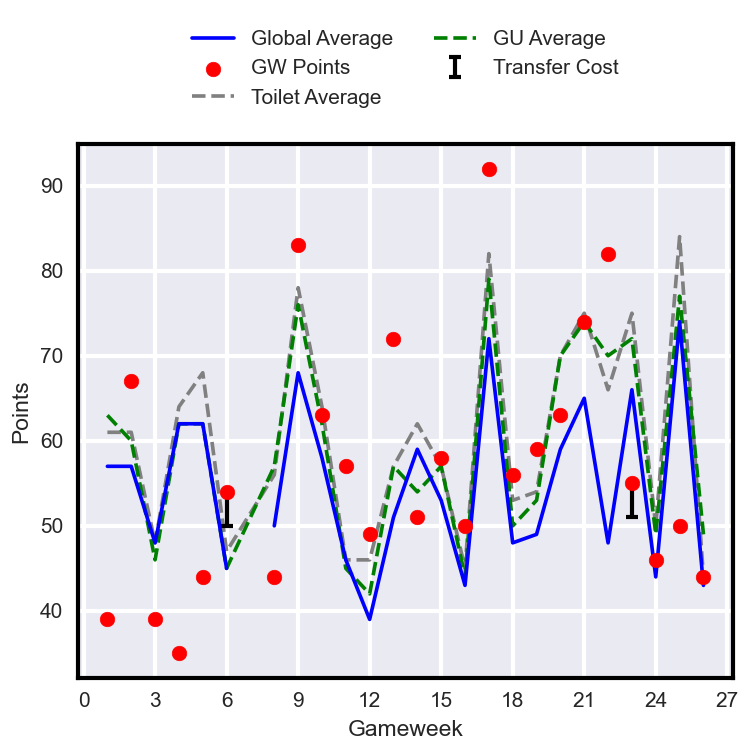 Global Average
GW Points
Toilet Average
GU Average
Transfer Cost
90
80
70
60
50
40
Points
0 3 6 9 12 15 18 21 24 27
Gameweek